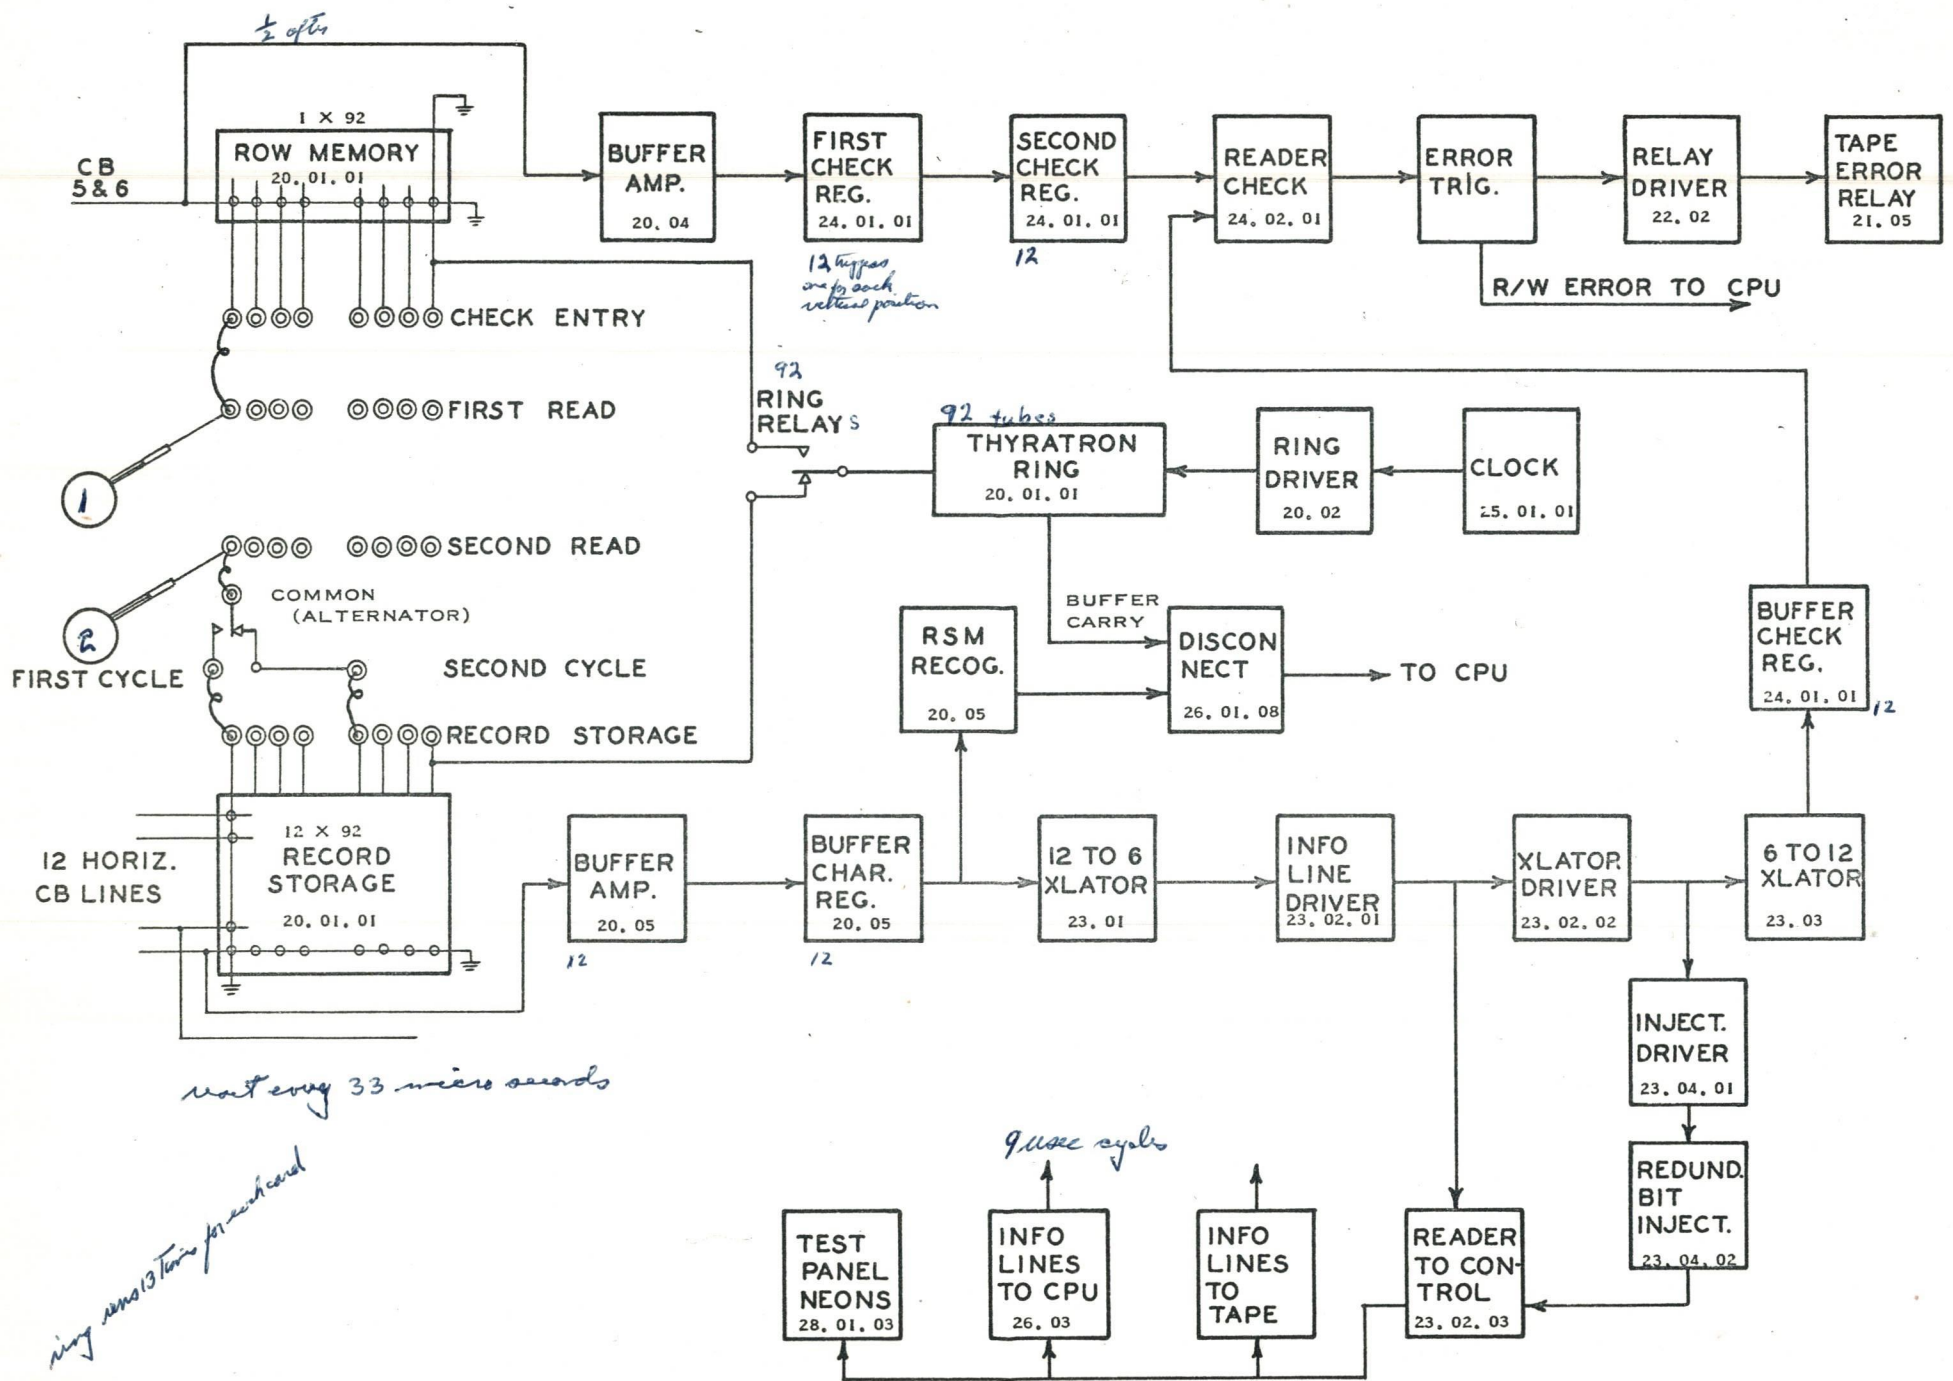 1 X 92
ROW MEMORY
20. 01. 01
CB
5 & 6
BUFFER
AMP.
20. 04
FIRST
CHECK
REG.
24. 01. 01
SECOND
CHECK
REG.
24. 01. 01
READER
CHECK
24. 02. 01
ERROR
TRIG.
RELAY
DRIVER
22. 02
TAPE
ERROR
RELAY
21. 05
12
one for each
position
12
R/W ERROR TO CPU
CHECK ENTRY
FIRST READ
1
92
RING
RELAYS
92 tubes
THYRATRON
RING
20. 01. 01
RING
DRIVER
20. 02
CLOCK
25. 01. 01
SECOND READ
2
COMMON
(ALTERNATOR)
FIRST CYCLE
SECOND CYCLE
RECORD STORAGE
BUFFER
CARRY
RSM
RECOG.
20. 05
DISCON
NECT
26. 01. 08
TO CPU
BUFFER
CHECK
REG.
24. 01. 01
12
12 HORIZ.
CB LINES
12 X 92
RECORD
STORAGE
20. 01. 01
BUFFER
AMP.
20. 05
12
BUFFER
CHAR.
REG.
20. 05
12
12 TO 6
XLATOR
23. 01
INFO
LINE
DRIVER
23. 02. 01
XLATOR
DRIVER
23. 02. 02
6 TO 12
XLATOR
23. 03
INJECT.
DRIVER
23. 04. 01
REDUND.
BIT
INJECT.
23. 04. 02
33 micro seconds
ring runs 13 Times for each card
9 usec cycles
TEST
PANEL
NEONS
28. 01. 03
INFO
LINES
TO CPU
26. 03
INFO
LINES
TO
TAPE
READER
TO CON-
TROL
23. 02. 03